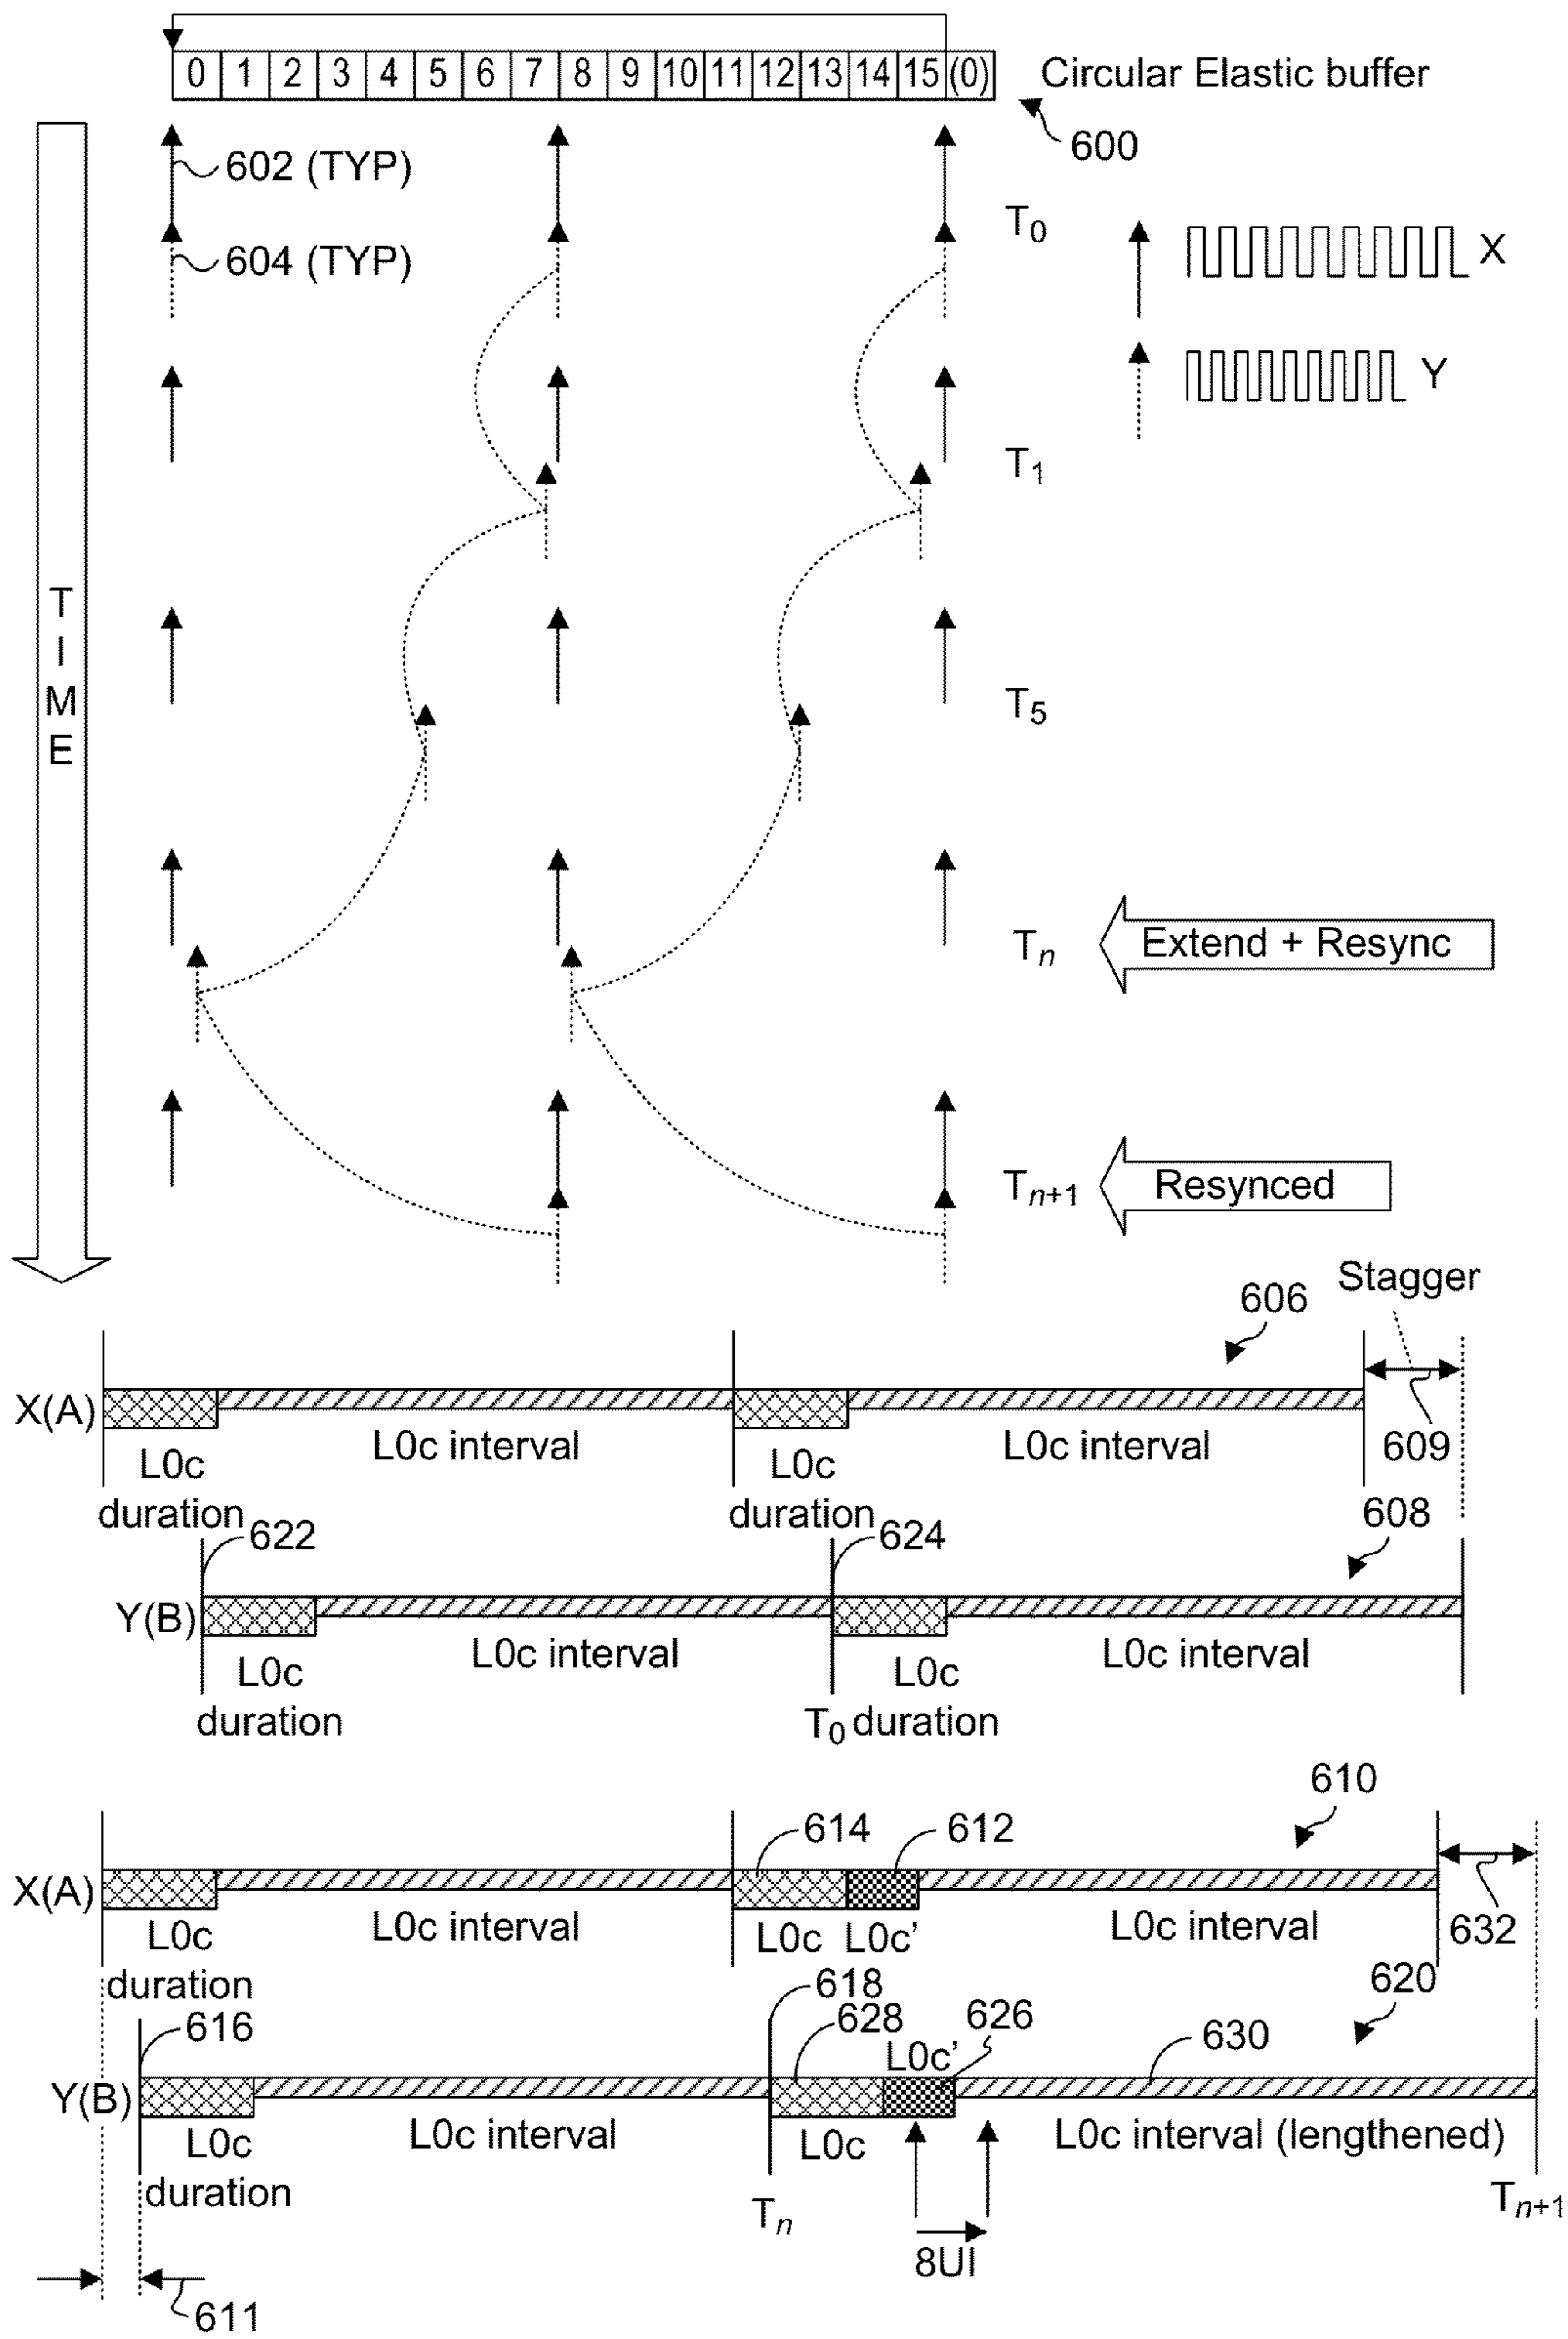 0 1 2 3 4 5 6 7 8 9 10 11 12 13 14 15 (0)
Circular Elastic buffer
600
602 (TYP)
604 (TYP)
T0
X
Y
T1
TIME
T5
Tn
Extend + Resync
Tn+1
Resynced
Stagger
606
X(A)
L0c duration
L0c interval
L0c duration
L0c interval
609
608
622
624
Y(B)
L0c duration
L0c interval
T0
L0c duration
L0c interval
610
614
612
X(A)
L0c duration
L0c interval
L0c
L0c'
L0c interval
632
620
618
616
628
L0c'
626
630
Y(B)
L0c duration
L0c interval
L0c
L0c interval (lengthened)
Tn
Tn+1
8UI
611